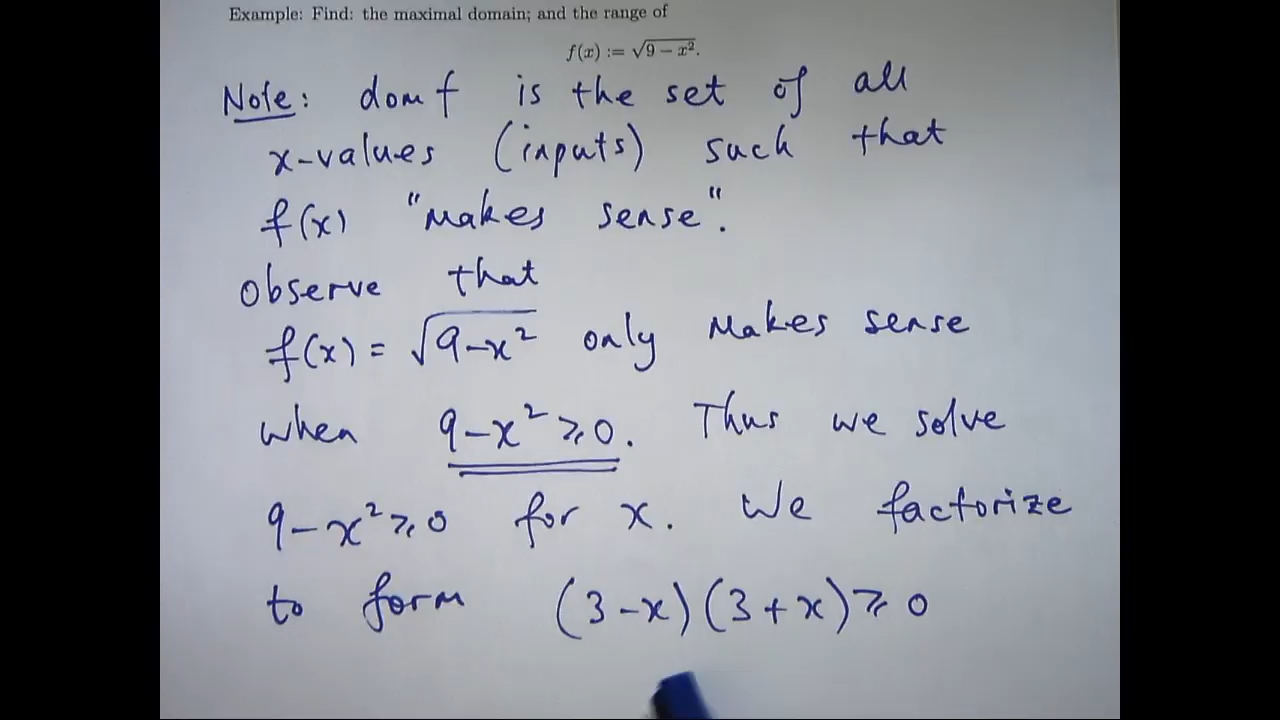 Example: Find: the maximal domain; and the range of
f(x) := √9 − x².
Note: dom f is the set of all
x-values (inputs) such that
f(x) "makes sense".
Observe that
f(x) = √9−x² only makes sense
when 9−x² ⩾ 0. Thus we solve
9−x² ⩾ 0 for x. We factorize
to form (3−x)(3+x) ⩾ 0